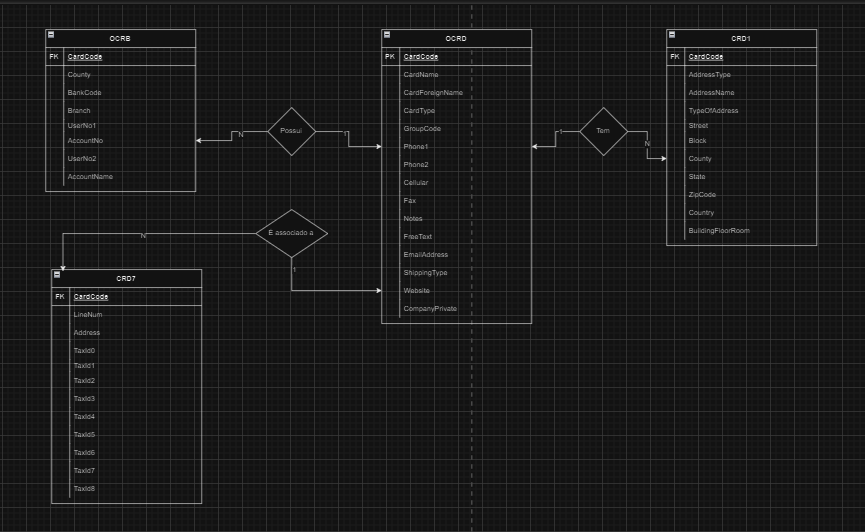 OCRB
FK CardCode
County
BankCode
Branch
UserNo1
AccountNo
UserNo2
AccountName
N
Possui
1
OCRD
PK CardCode
CardName
CardForeignName
CardType
GroupCode
Phone1
Phone2
Cellular
Fax
Notes
FreeText
EmailAddress
ShippingType
Website
CompanyPrivate
1
Tem
N
CRD1
FK CardCode
AddressType
AddressName
TypeOfAddress
Street
Block
County
State
ZipCode
Country
BuildingFloorRoom
N
É associado a
1
CRD7
FK CardCode
LineNum
Address
TaxId0
TaxId1
TaxId2
TaxId3
TaxId4
TaxId5
TaxId6
TaxId7
TaxId8